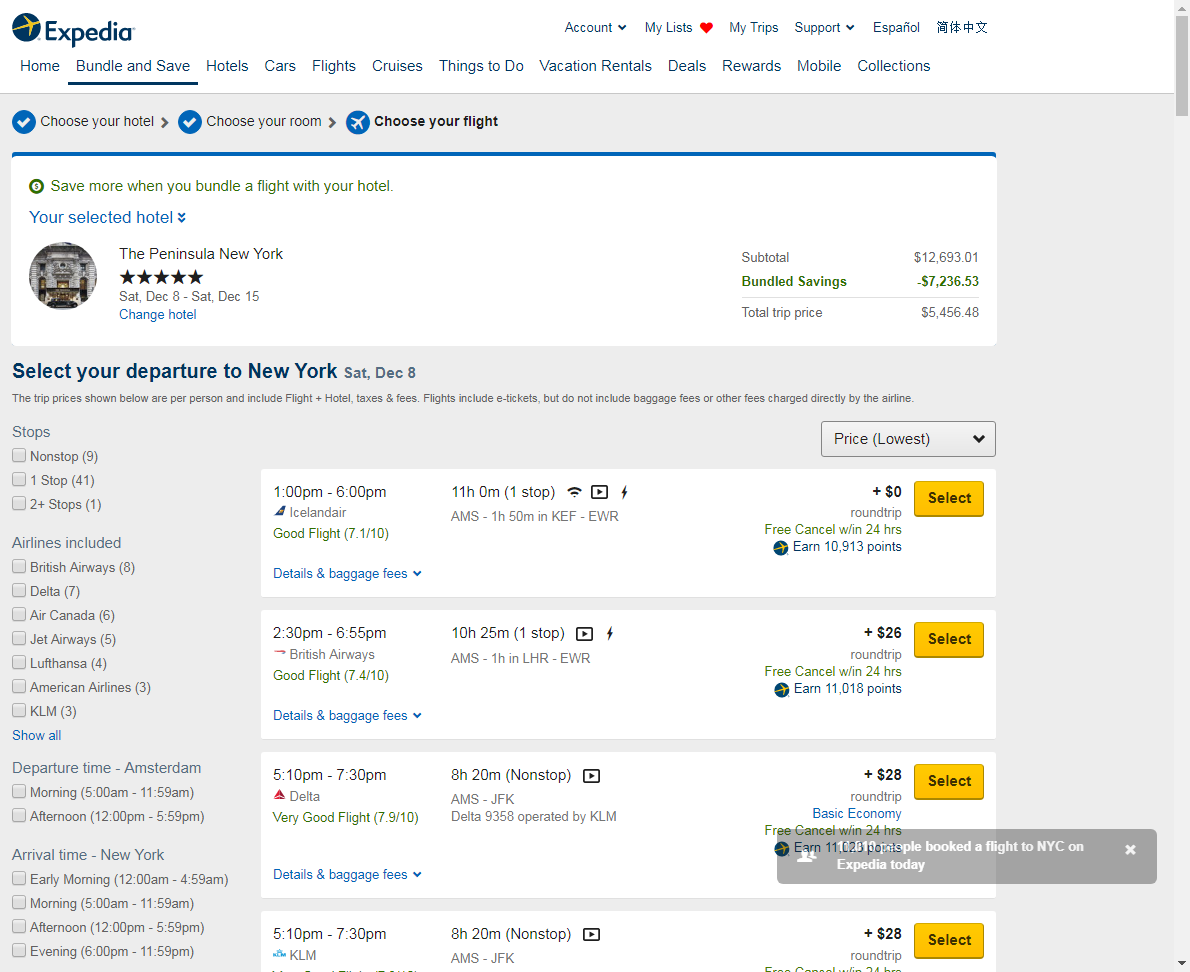 Expedia
Account
My Lists
My Trips
Support
Español
简体中文
Home
Bundle and Save
Hotels
Cars
Flights
Cruises
Things to Do
Vacation Rentals
Deals
Rewards
Mobile
Collections
Choose your hotel
Choose your room
Choose your flight
Save more when you bundle a flight with your hotel.
Your selected hotel
The Peninsula New York
Sat, Dec 8 - Sat, Dec 15
Change hotel
Subtotal $12,693.01
Bundled Savings -$7,236.53
Total trip price $5,456.48
Select your departure to New York Sat, Dec 8
The trip prices shown below are per person and include Flight + Hotel, taxes & fees. Flights include e-tickets, but do not include baggage fees or other fees charged directly by the airline.
Stops
Nonstop (9)
1 Stop (41)
2+ Stops (1)
Airlines included
British Airways (8)
Delta (7)
Air Canada (6)
Jet Airways (5)
Lufthansa (4)
American Airlines (3)
KLM (3)
Show all
Departure time - Amsterdam
Morning (5:00am - 11:59am)
Afternoon (12:00pm - 5:59pm)
Arrival time - New York
Early Morning (12:00am - 4:59am)
Morning (5:00am - 11:59am)
Afternoon (12:00pm - 5:59pm)
Evening (6:00pm - 11:59pm)
Price (Lowest)
1:00pm - 6:00pm
Icelandair
Good Flight (7.1/10)
Details & baggage fees
11h 0m (1 stop)
AMS - 1h 50m in KEF - EWR
+ $0
roundtrip
Free Cancel w/in 24 hrs
Earn 10,913 points
Select
2:30pm - 6:55pm
British Airways
Good Flight (7.4/10)
Details & baggage fees
10h 25m (1 stop)
AMS - 1h in LHR - EWR
+ $26
roundtrip
Free Cancel w/in 24 hrs
Earn 11,018 points
Select
5:10pm - 7:30pm
Delta
Very Good Flight (7.9/10)
Details & baggage fees
8h 20m (Nonstop)
AMS - JFK
Delta 9358 operated by KLM
+ $28
roundtrip
Basic Economy
Free Cancel w/in 24 hrs
Earn points
Select
people booked a flight to NYC on
Expedia today
5:10pm - 7:30pm
KLM
8h 20m (Nonstop)
AMS - JFK
+ $28
roundtrip
Select